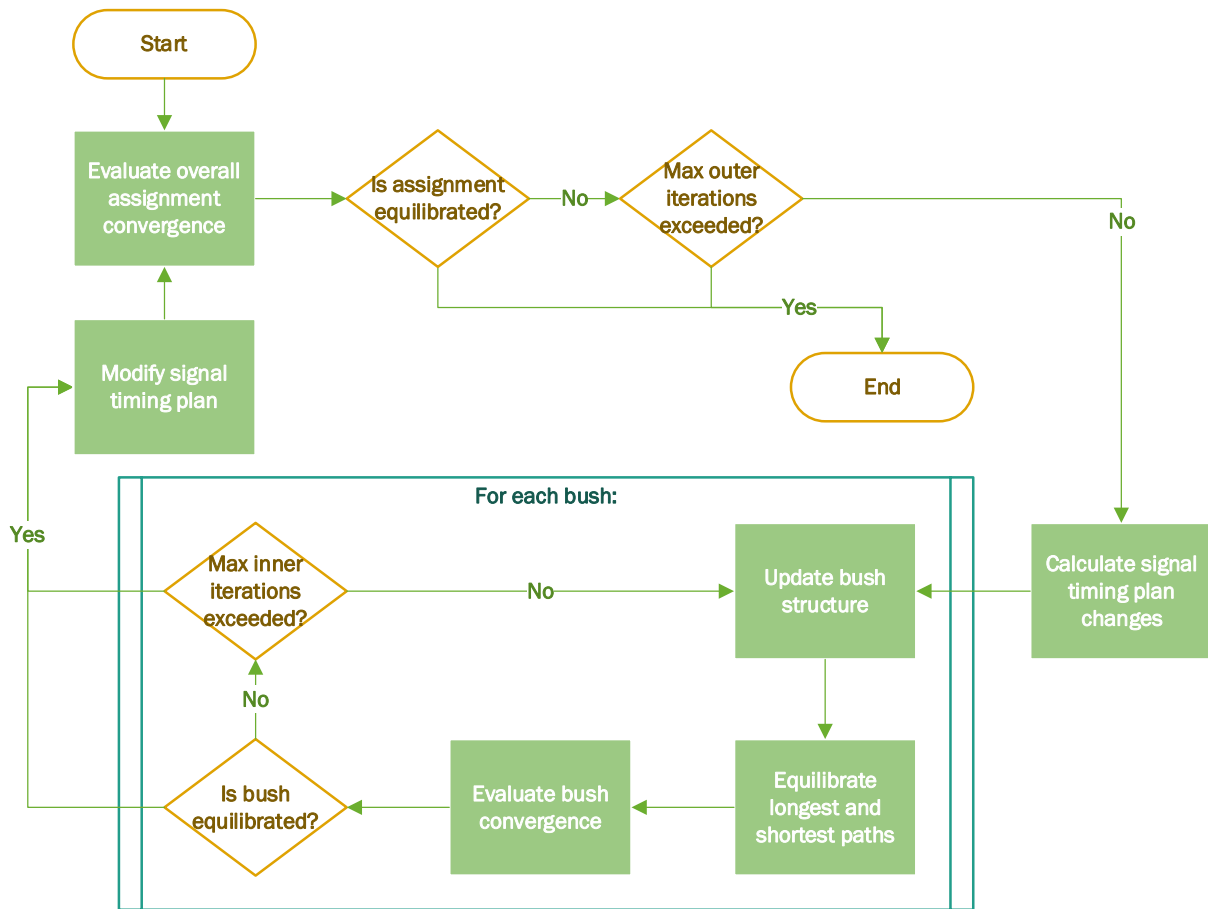 Start
Evaluate overall
assignment
convergence
Is assignment
equilibrated?
No
Max outer
iterations
exceeded?
No
Yes
End
Modify signal
timing plan
Yes
For each bush:
Max inner
iterations
exceeded?
No
Update bush
structure
Calculate signal
timing plan
changes
No
Is bush
equilibrated?
Evaluate bush
convergence
Equilibrate
longest and
shortest paths